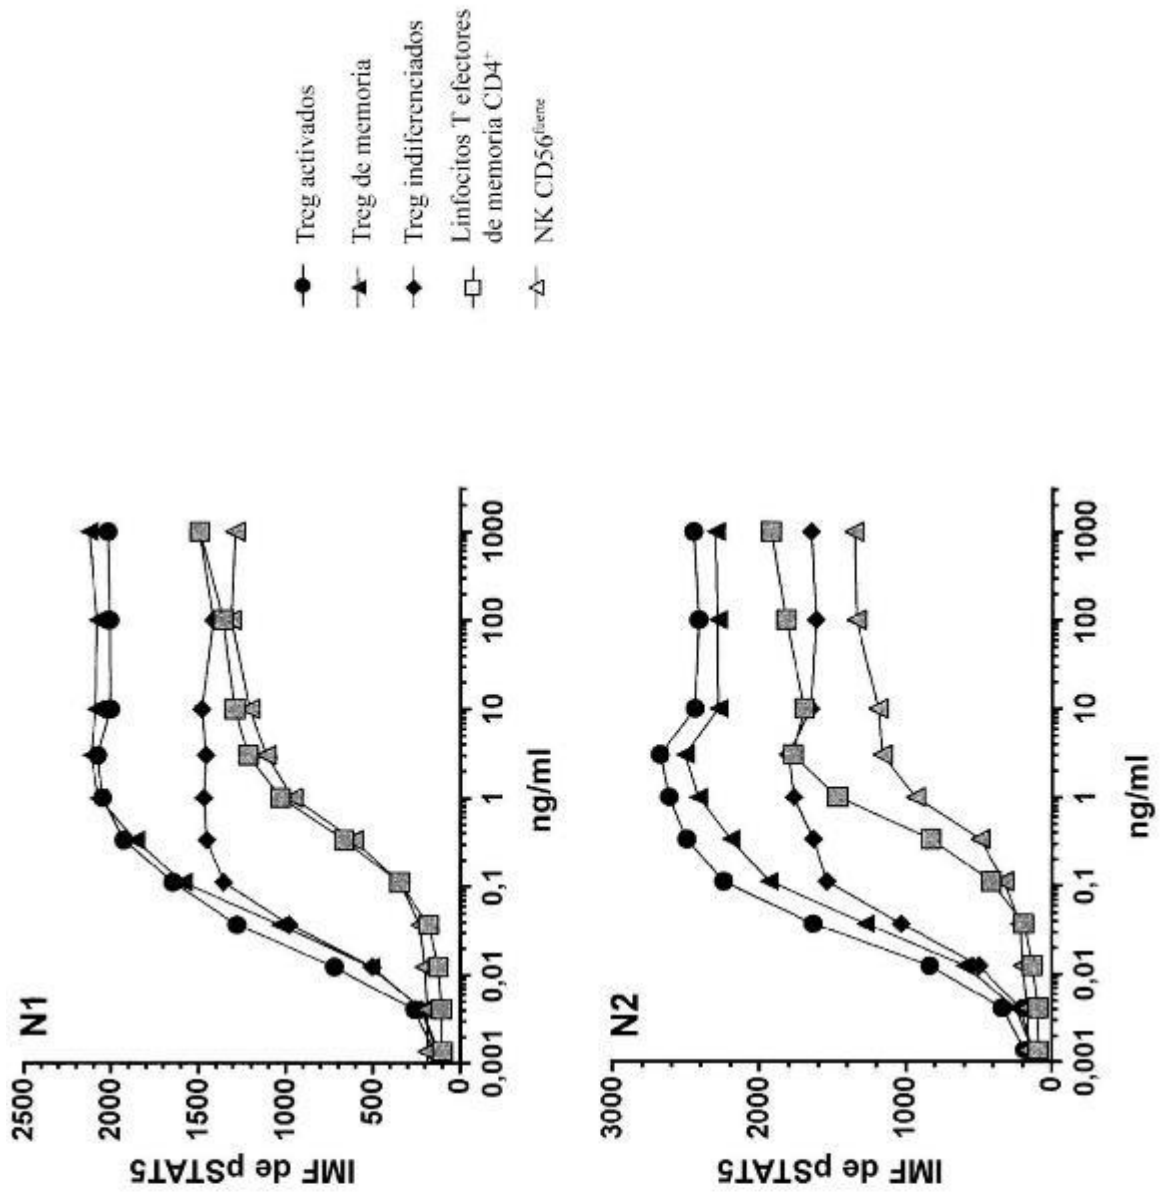 N1
2500
2000
1500
1000
500
0
IMF de pSTAT5
0,001
0,01
0,1
1
10
100
1000
ng/ml
N2
3000
2000
1000
0
IMF de pSTAT5
0,001
0,01
0,1
1
10
100
1000
ng/ml
Treg activados
Treg de memoria
Treg indiferenciados
Linfocitos T efectores
de memoria CD4⁺
NK CD56ᶠᵘᵉʳᵗᵉ